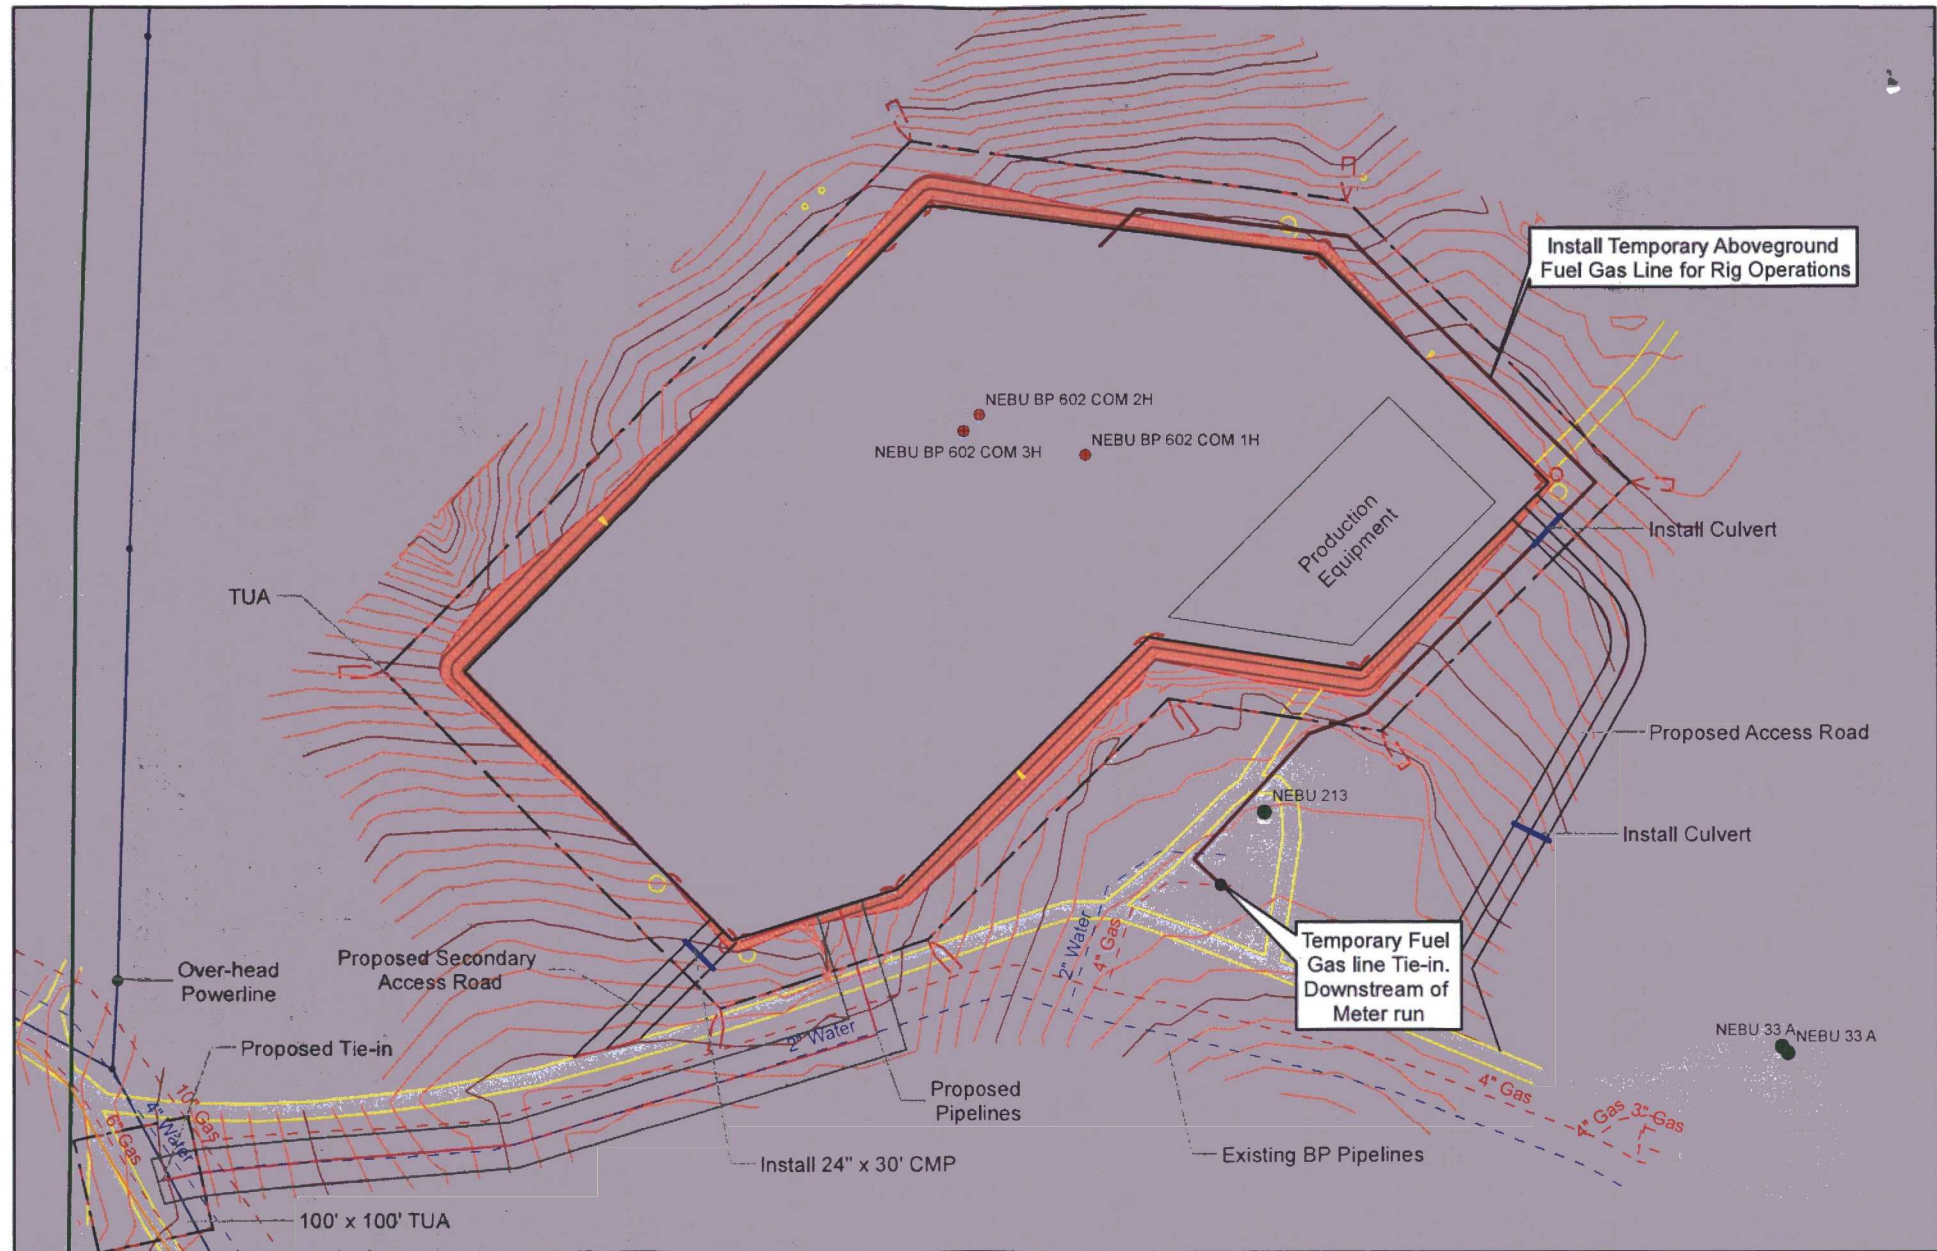 Install Temporary Aboveground
Fuel Gas Line for Rig Operations
NEBU BP 602 COM 2H
NEBU BP 602 COM 1H
NEBU BP 602 COM 3H
Production
Equipment
Install Culvert
TUA
Proposed Access Road
NEBU 213
Install Culvert
2" Water
4" Gas
Temporary Fuel
Gas line Tie-in.
Downstream of
Meter run
Proposed Secondary
Access Road
Over-head
Powerline
Proposed Tie-in
2" Water
NEBU 33 A
NEBU 33 A
Proposed
Pipelines
4" Gas
4" Gas
3" Gas
10" Gas
4" Water
6" Gas
Existing BP Pipelines
Install 24" x 30' CMP
100' x 100' TUA